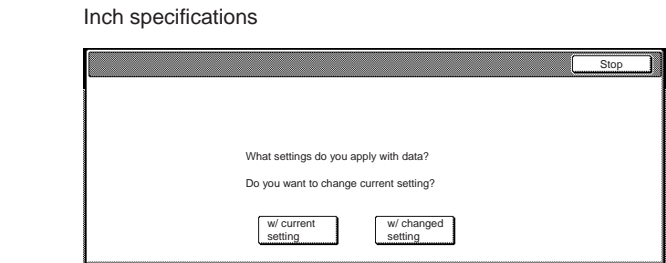 Inch specifications
Stop
What settings do you apply with data?
Do you want to change current setting?
w/ current
setting
w/ changed
setting